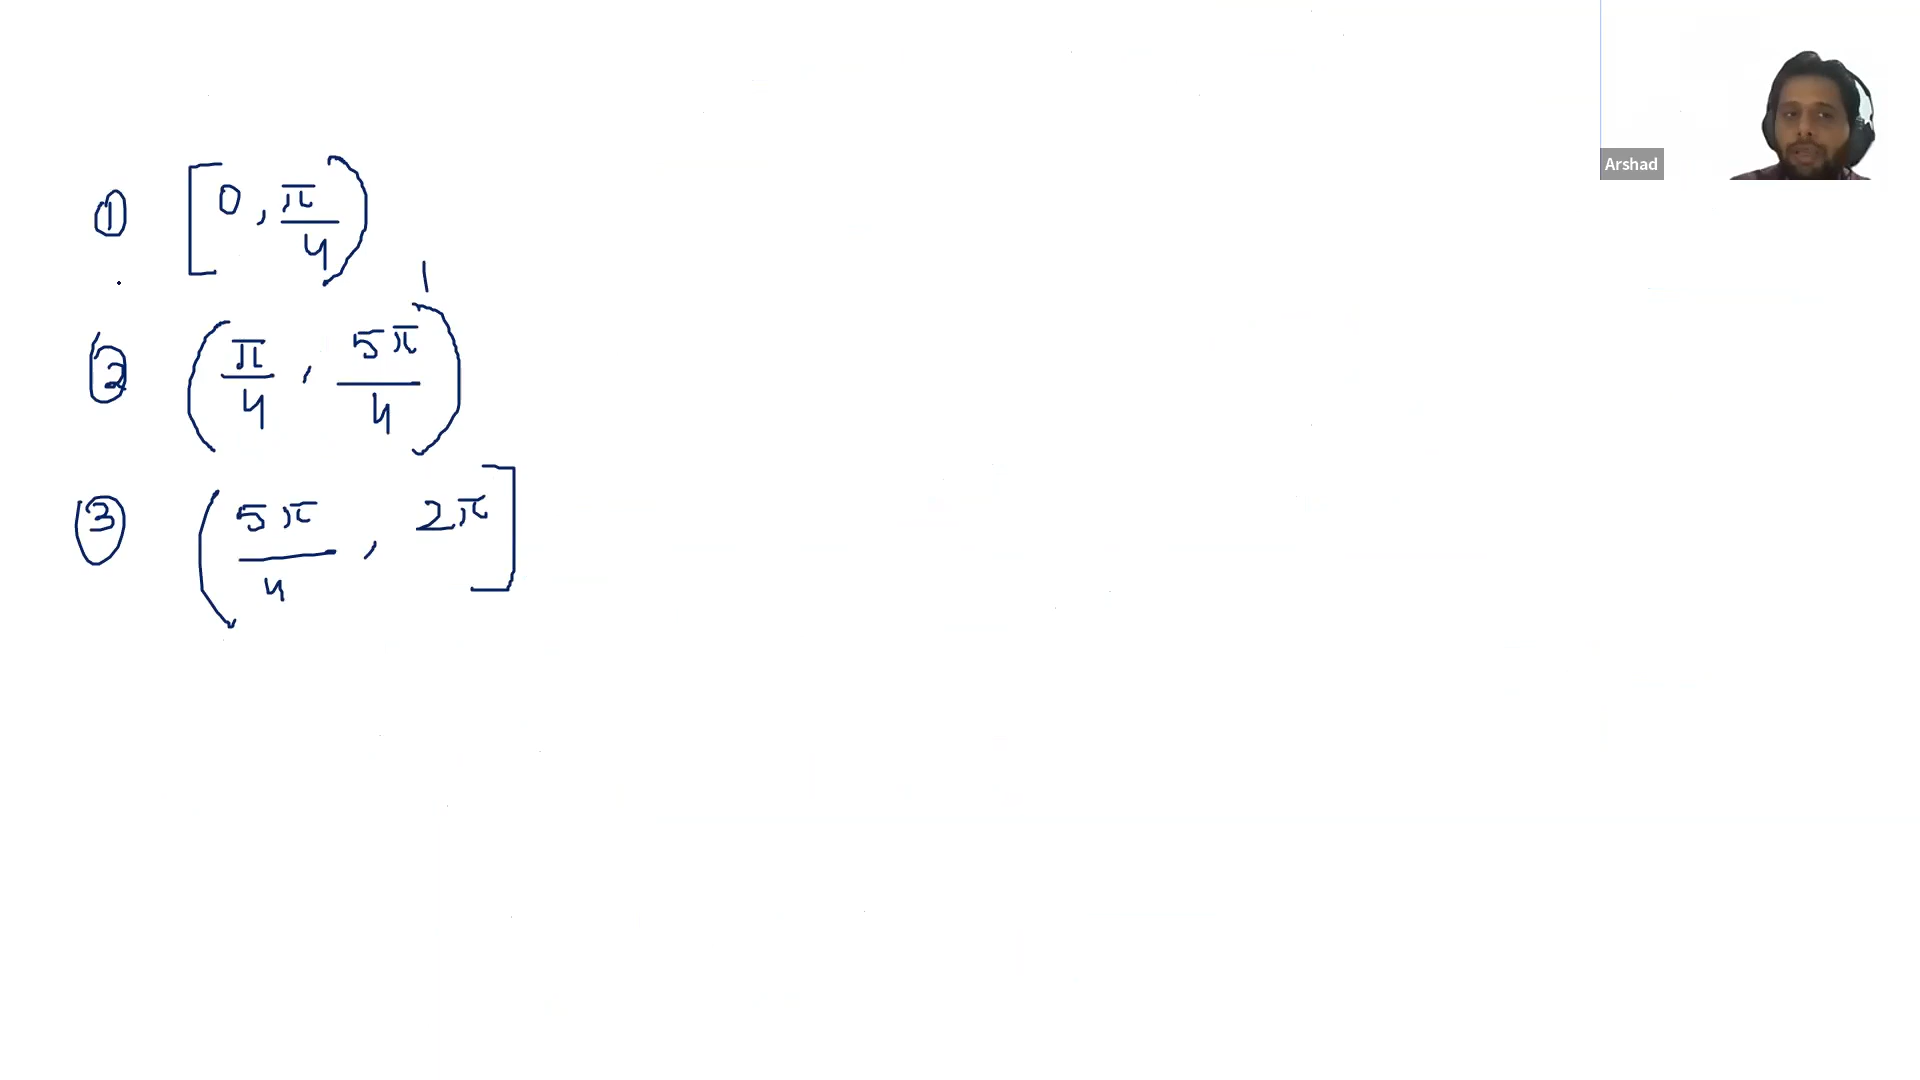 Arshad
① [0, π/4)
② (π/4, 5π/4)
③ (5π/4, 2π]